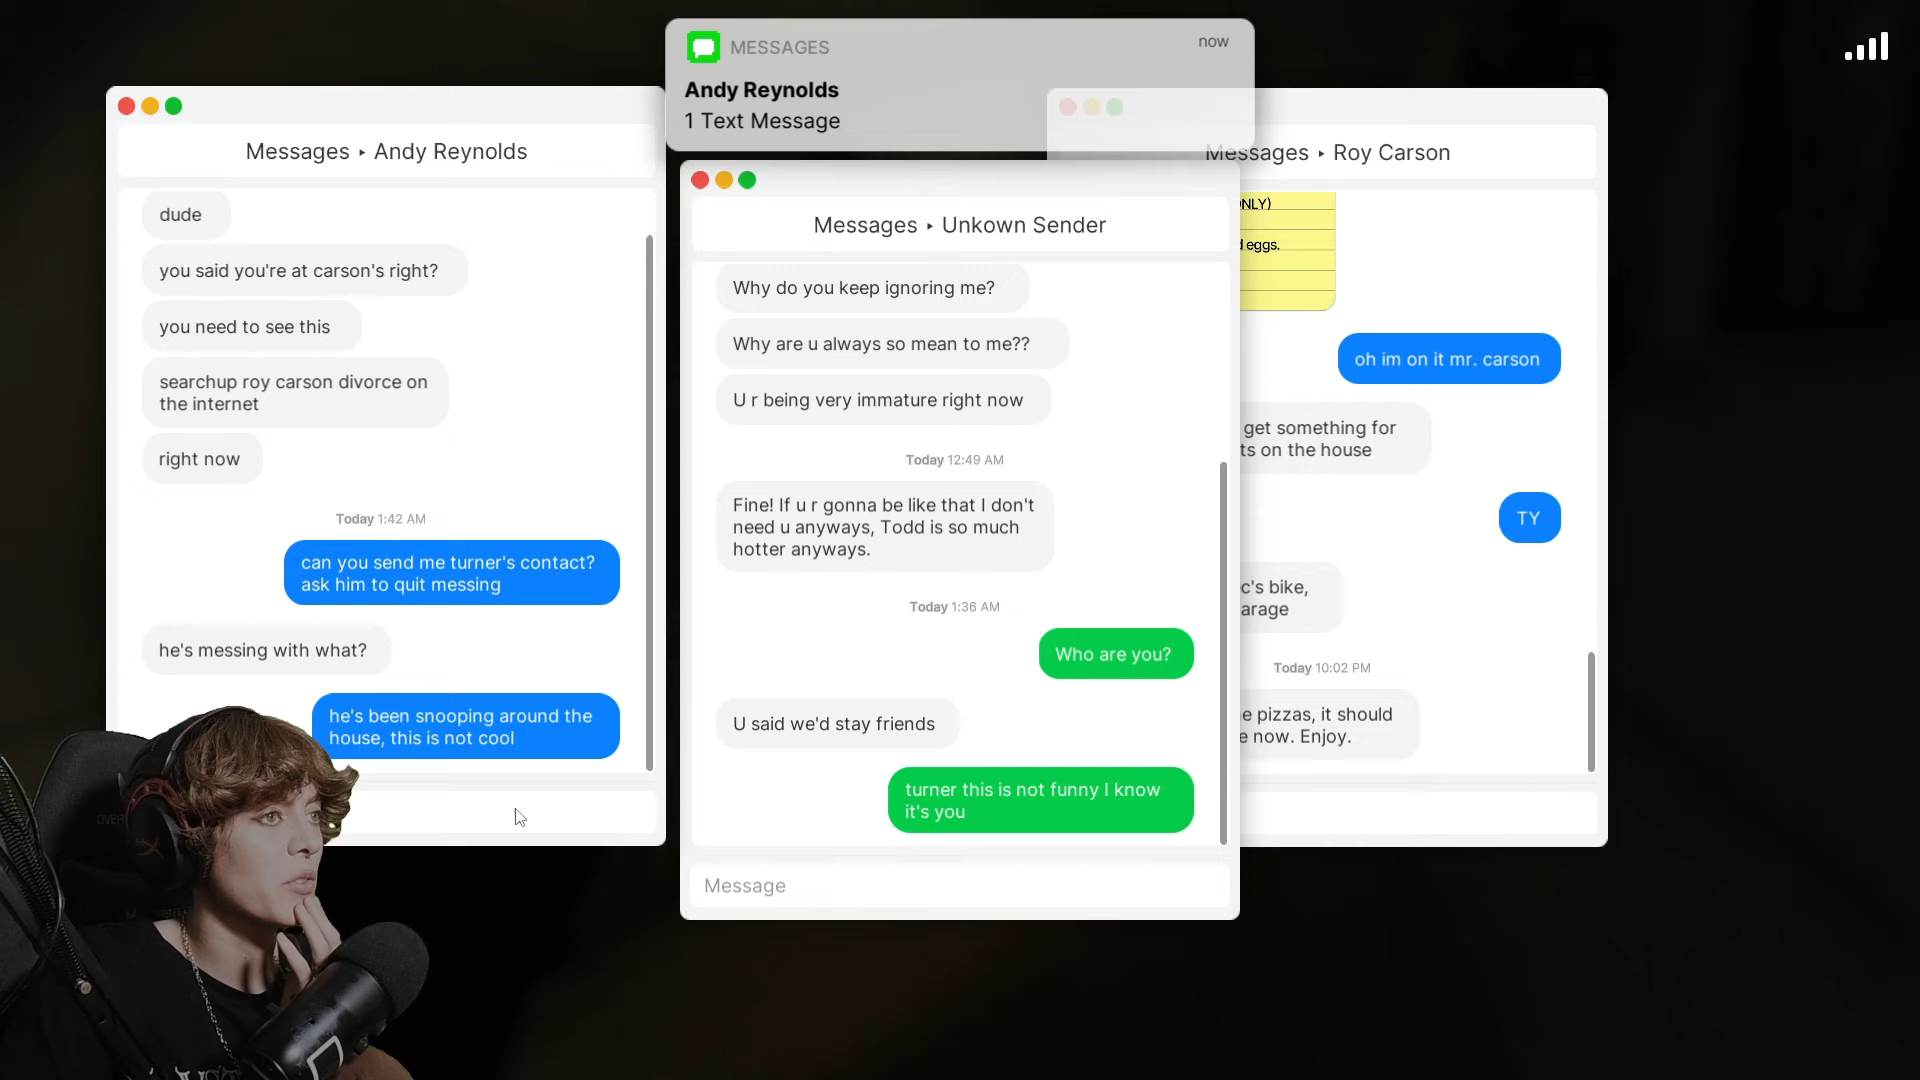 MESSAGES
now
Andy Reynolds
1 Text Message
Messages ‣ Andy Reynolds
dude
you said you're at carson's right?
you need to see this
searchup roy carson divorce on
the internet
right now
Today 1:42 AM
can you send me turner's contact?
ask him to quit messing
he's messing with what?
he's been snooping around the
house, this is not cool
Messages ‣ Unkown Sender
Why do you keep ignoring me?
Why are u always so mean to me??
U r being very immature right now
Today 12:49 AM
Fine! If u r gonna be like that I don't
need u anyways, Todd is so much
hotter anyways.
Today 1:36 AM
Who are you?
U said we'd stay friends
turner this is not funny I know
it's you
Message
Messages ‣ Roy Carson
ONLY)
d eggs.
oh im on it mr. carson
get something for
ts on the house
TY
c's bike,
arage
Today 10:02 PM
e pizzas, it should
e now. Enjoy.